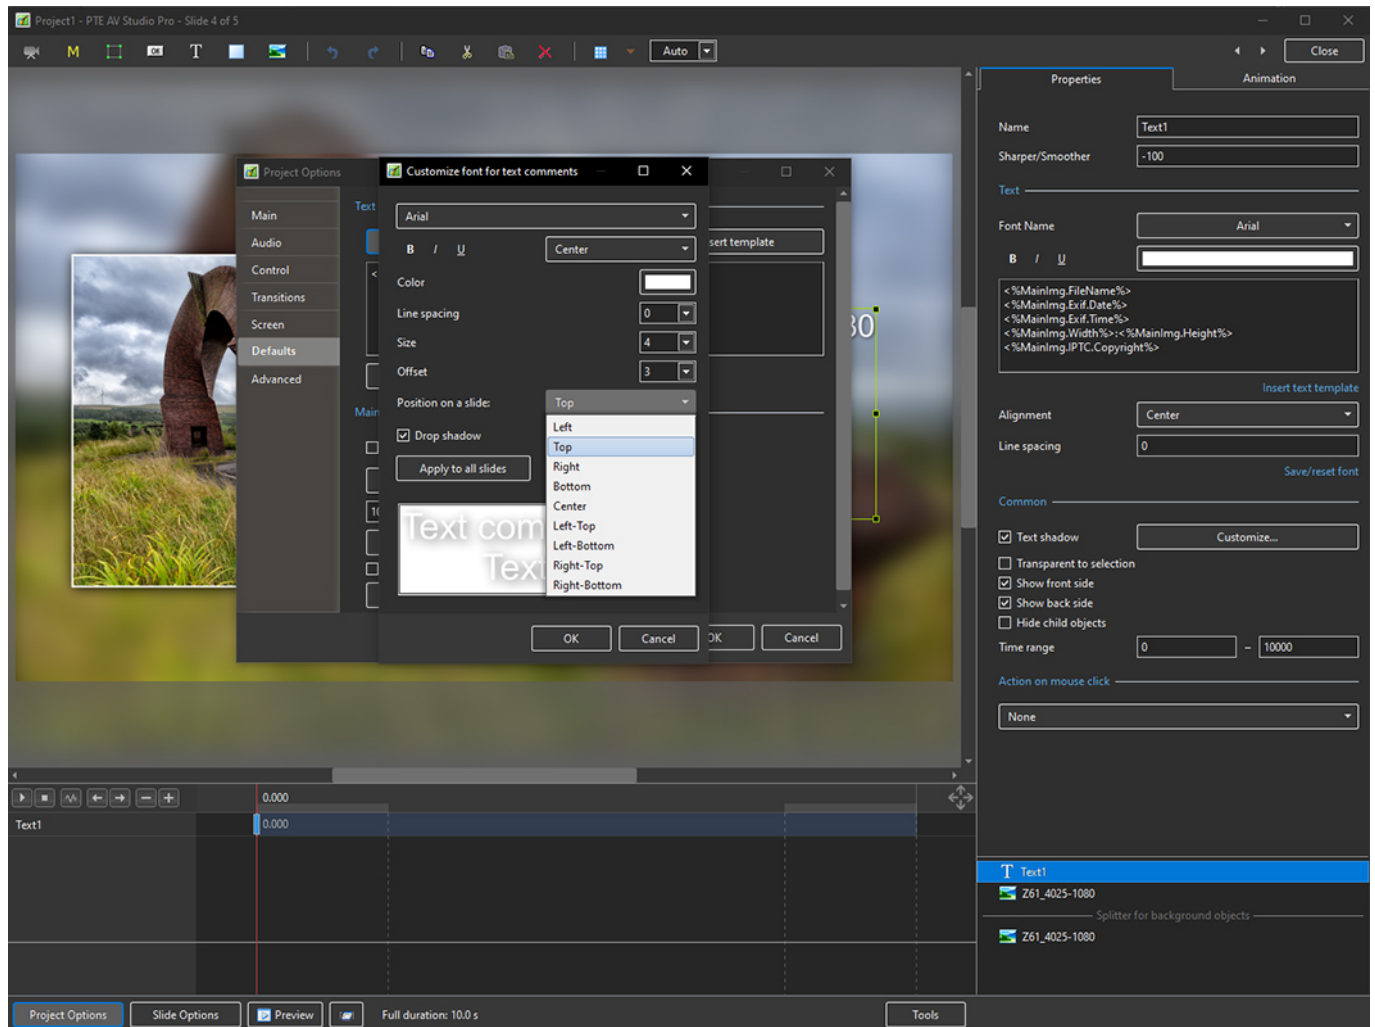 Project1 - PTE AV Studio Pro - Slide 4 of 5
M OK T Auto Close
Properties Animation
Name Text1
Sharper/Smoother -100
Text
Font Name Arial
B I U
<%MainImg.FileName%>
<%MainImg.Exif.Date%>
<%MainImg.Exif.Time%>
<%MainImg.Width%>:<%MainImg.Height%>
<%MainImg.IPTC.Copyright%>
Insert text template
Alignment Center
Line spacing 0
Save/reset font
Common
Text shadow Customize...
Transparent to selection
Show front side
Show back side
Hide child objects
Time range 0 – 10000
Action on mouse click
None
Project Options
Main
Audio
Control
Transitions
Screen
Defaults
Advanced
Text
sert template
<
Main
10
OK Cancel
Customize font for text comments
Arial
B I U Center
Color
Line spacing 0
Size 4
Offset 3
Position on a slide: Top
Drop shadow
Apply to all slides
Left
Top
Right
Bottom
Center
Left-Top
Left-Bottom
Right-Top
Right-Bottom
Text com
Tex
OK Cancel
80
0.000
Text1 0.000
T Text1
Z61_4025-1080
Splitter for background objects
Z61_4025-1080
Project Options Slide Options Preview Full duration: 10.0 s Tools